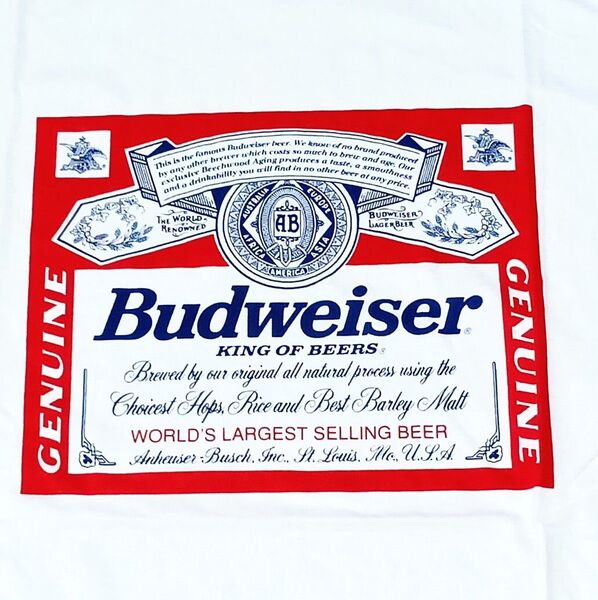 This is the famous Budweiser beer. We know of no brand produced
by any other brewer which costs so much to brew and age. Our
exclusive Beechwood Aging produces a taste, a smoothness
and a drinkability you will find in no other beer at any price.
THE WORLD-
RENOWNED
BUDWEISER
LAGER BEER
AUSTRALIA
EUROPE
AFRICA
ASIA
AMERICA
AB
GENUINE
GENUINE
Budweiser®
KING OF BEERS®
Brewed by our original all natural process using the
Choicest Hops, Rice and Best Barley Malt
WORLD'S LARGEST SELLING BEER
Anheuser-Busch, Inc., St. Louis, Mo., U.S.A.